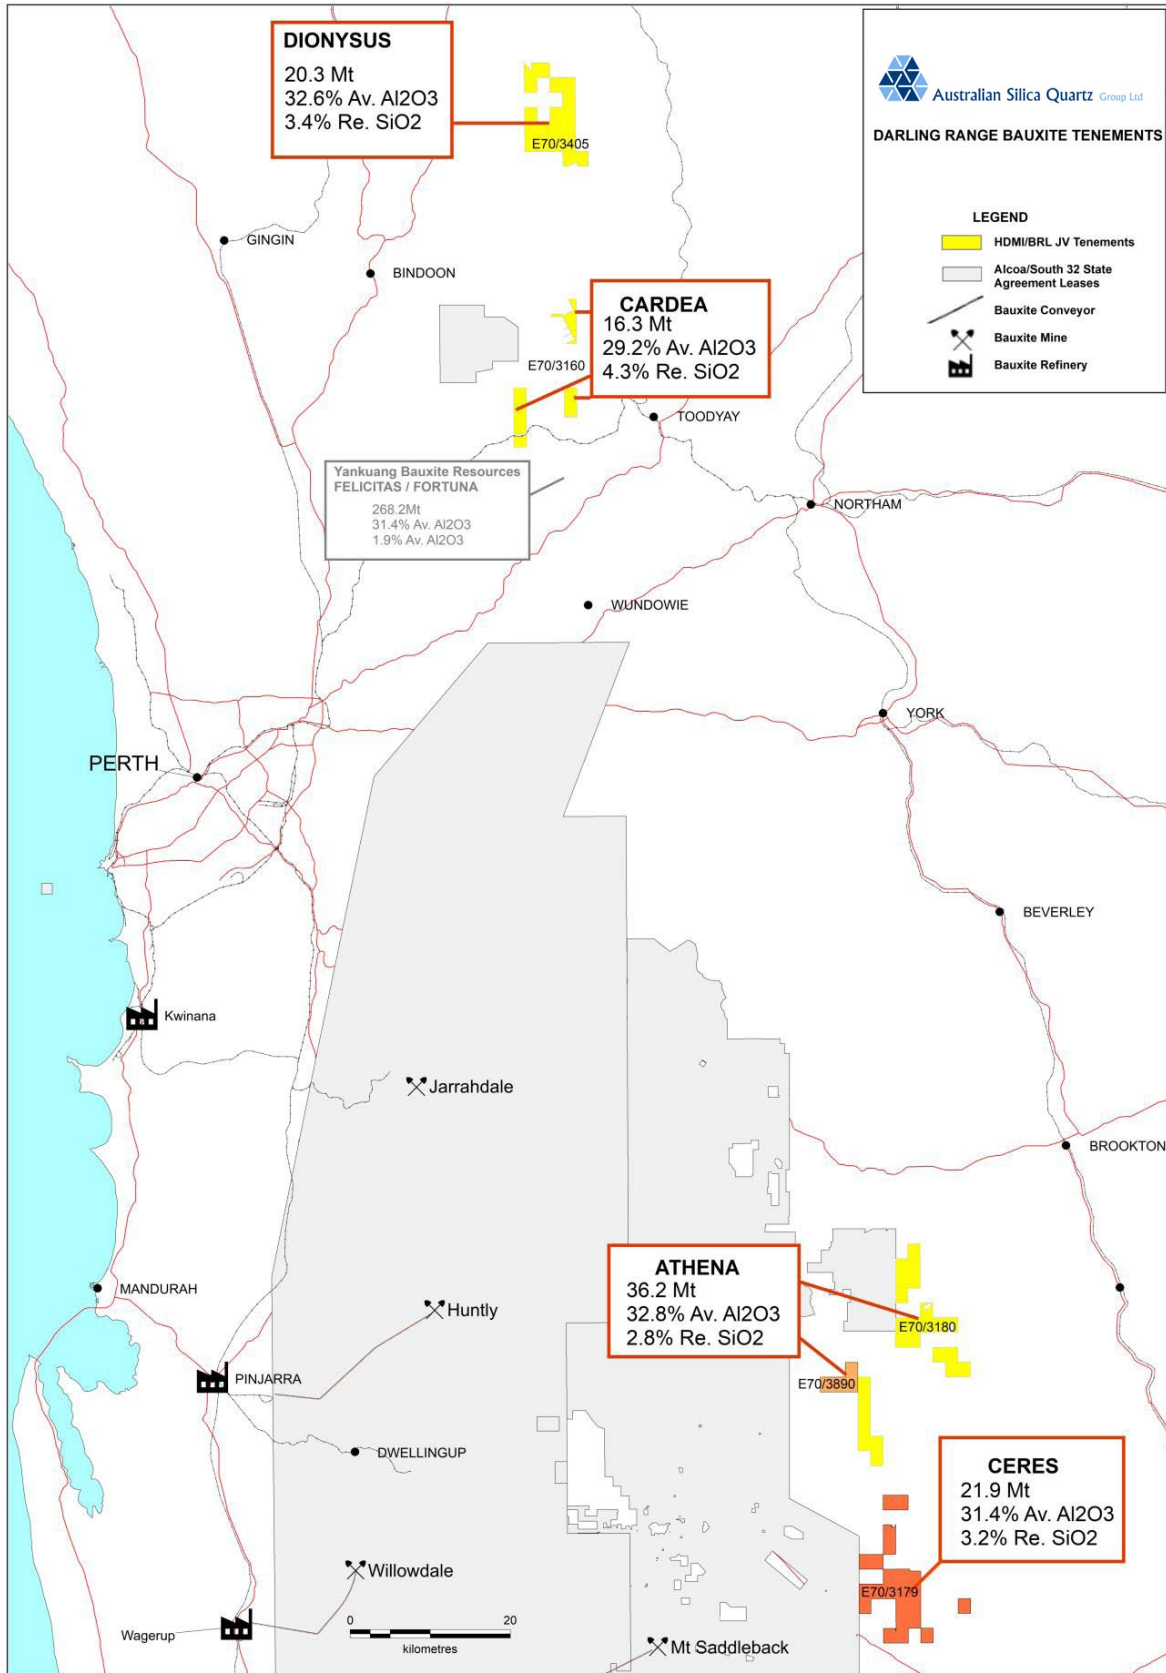 DIONYSUS
20.3 Mt
32.6% Av. Al2O3
3.4% Re. SiO2
E70/3405
Australian Silica Quartz Group Ltd
DARLING RANGE BAUXITE TENEMENTS
LEGEND
HDMI/BRL JV Tenements
Alcoa/South 32 State
Agreement Leases
Bauxite Conveyor
Bauxite Mine
Bauxite Refinery
GINGIN
BINDOON
CARDEA
16.3 Mt
29.2% Av. Al2O3
4.3% Re. SiO2
E70/3160
TOODYAY
Yankuang Bauxite Resources
FELICITAS / FORTUNA
268.2Mt
31.4% Av. Al2O3
1.9% Av. Al2O3
NORTHAM
WUNDOWIE
YORK
PERTH
BEVERLEY
Kwinana
Jarrahdale
BROOKTON
ATHENA
36.2 Mt
32.8% Av. Al2O3
2.8% Re. SiO2
MANDURAH
Huntly
E70/3180
PINJARRA
E70/3890
DWELLINGUP
CERES
21.9 Mt
31.4% Av. Al2O3
3.2% Re. SiO2
Willowdale
E70/3179
0 20
kilometres
Wagerup
Mt Saddleback